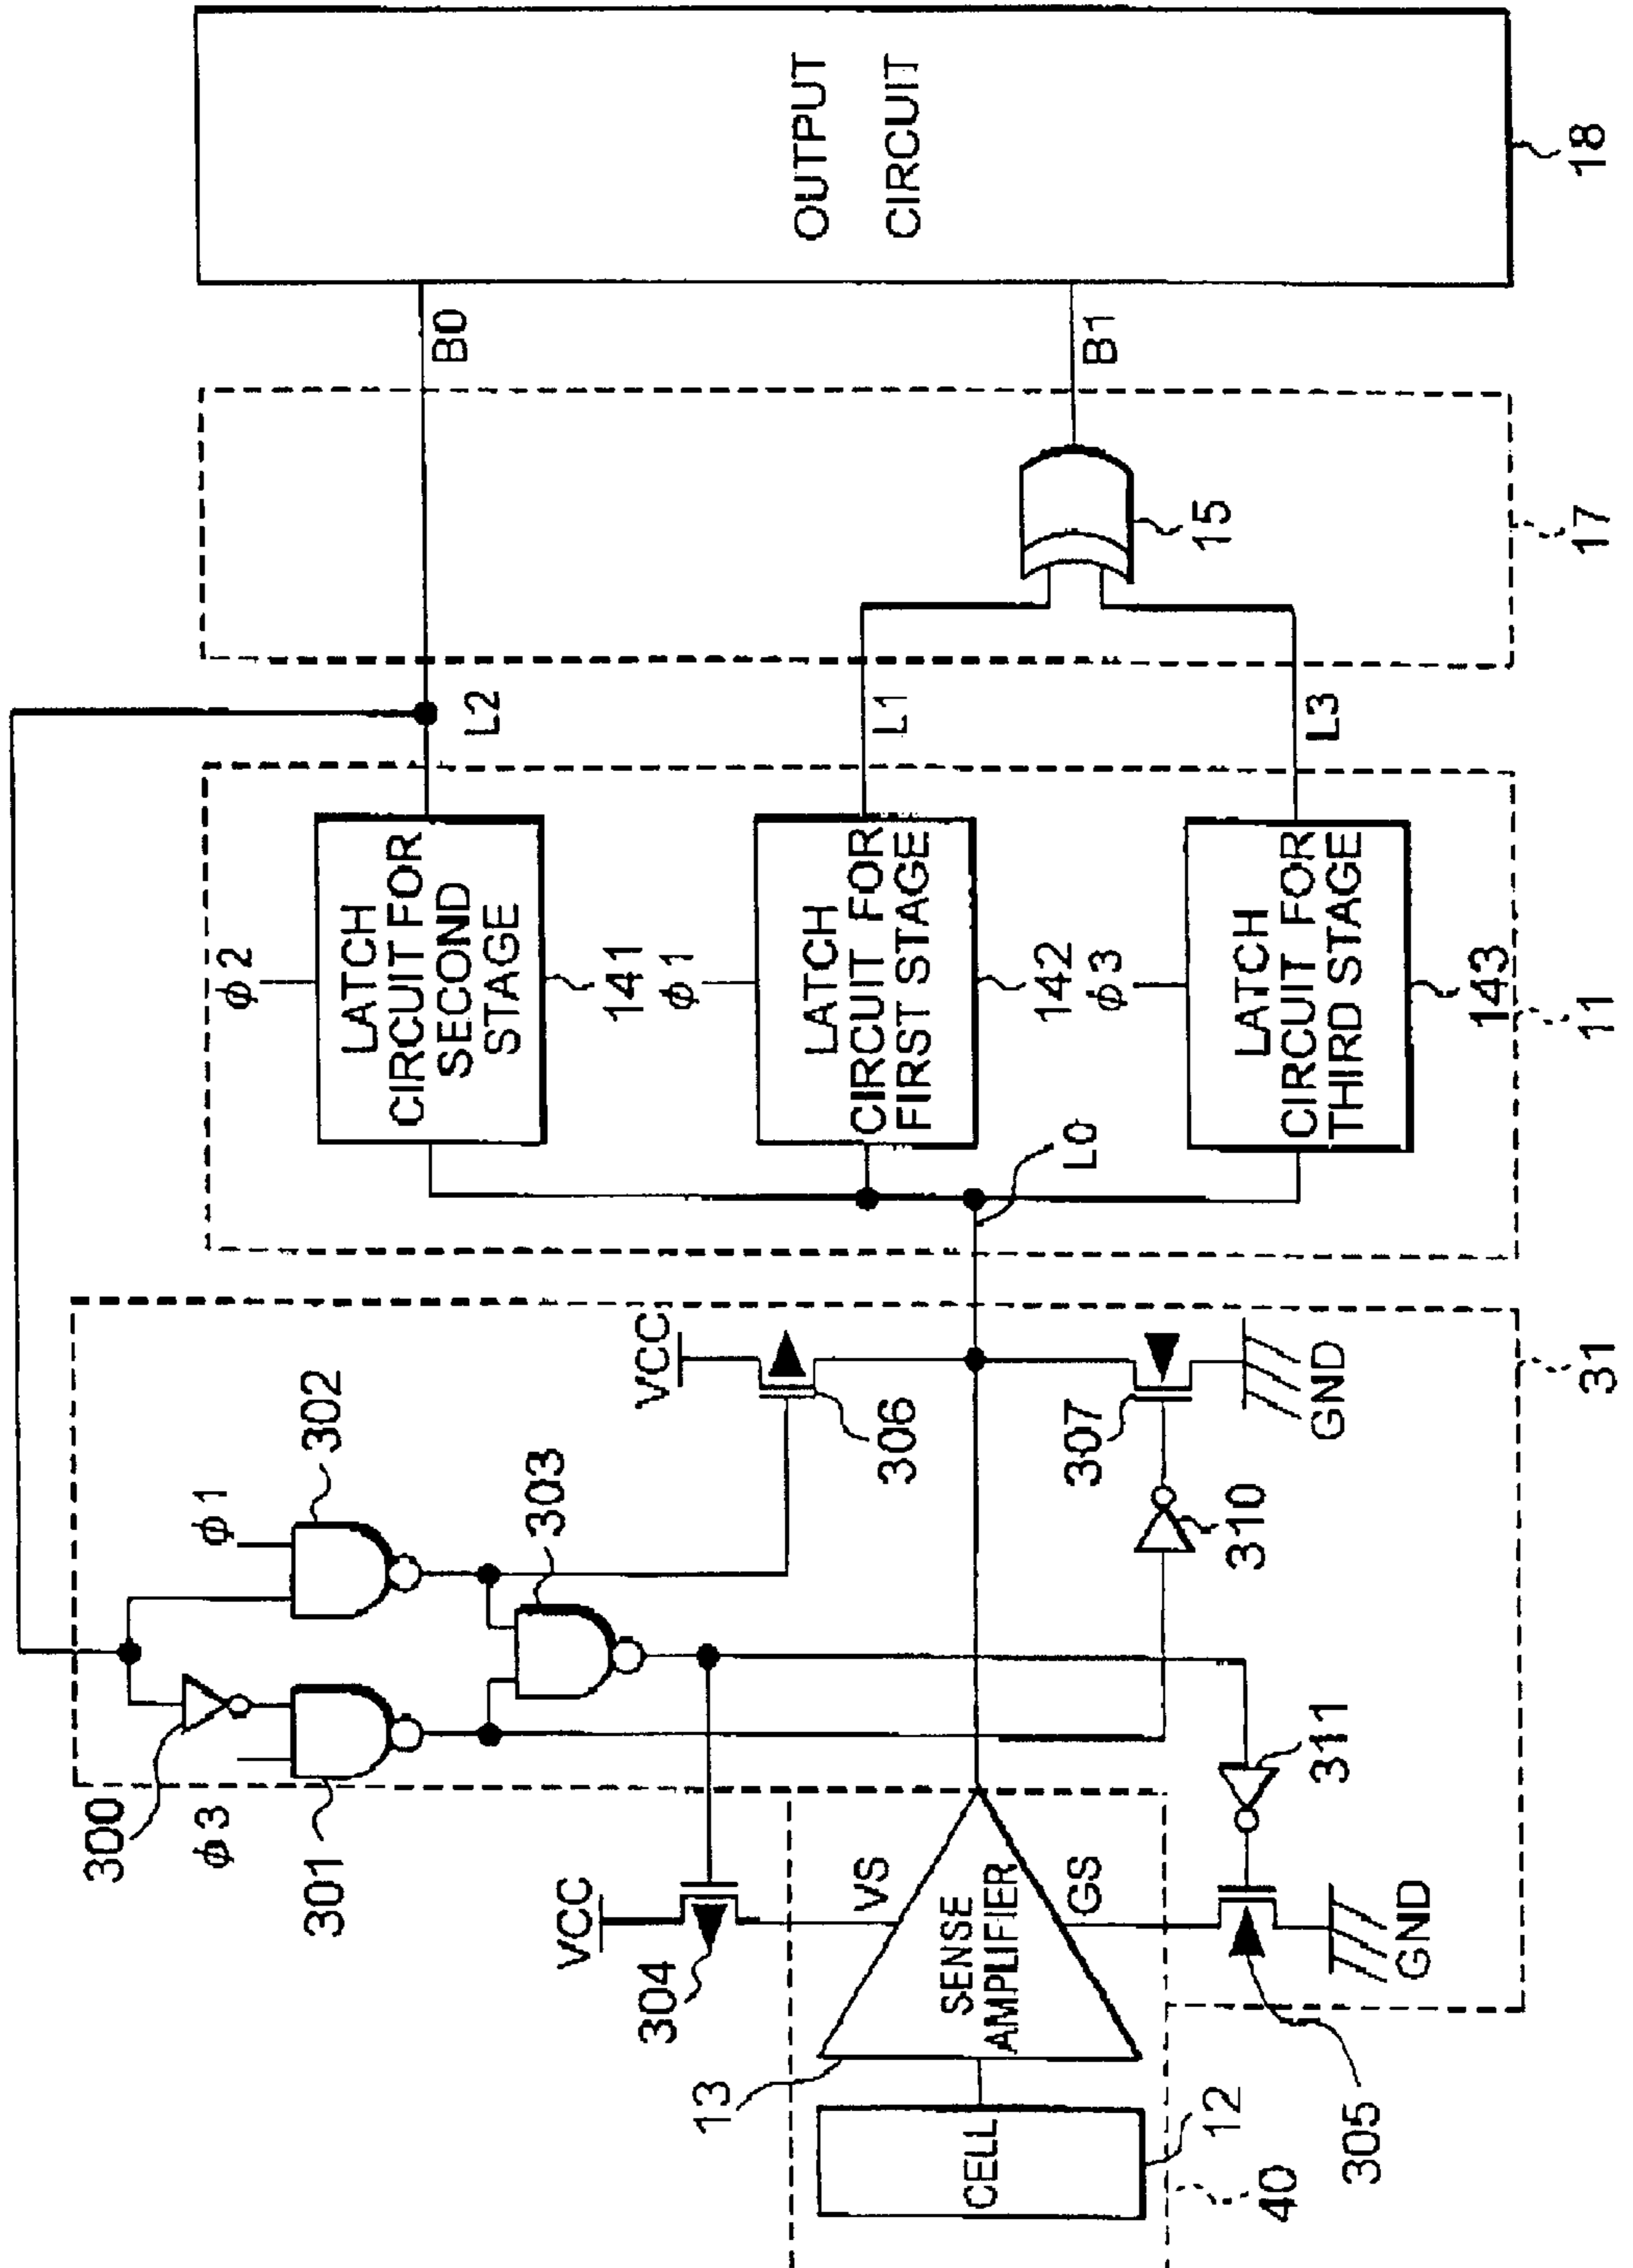 OUTPUT
CIRCUIT
18
B0
B1
15
17
L2
L1
L3
φ2
LATCH
CIRCUIT FOR
SECOND
STAGE
141
φ1
LATCH
CIRCUIT FOR
FIRST STAGE
142
φ3
LATCH
CIRCUIT FOR
THIRD STAGE
143
11
L0
302
φ1
303
VCC
306
307
GND
310
31
300
φ3
301
311
VCC
304
VS
SENSE
AMPLIFIER
GS
GND
305
13
CELL
12
40